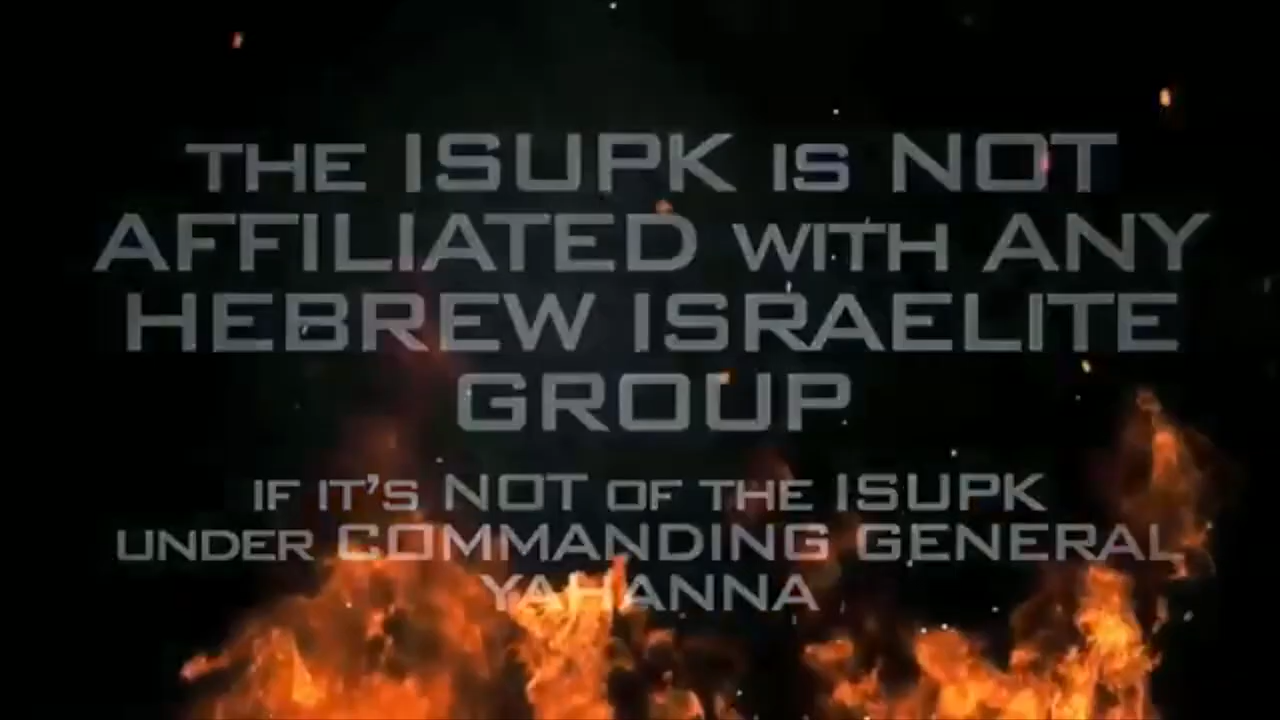 THE ISUPK IS NOT
AFFILIATED WITH ANY
HEBREW ISRAELITE
GROUP
IF IT'S NOT OF THE ISUPK
UNDER COMMANDING GENERAL
YAHANNA